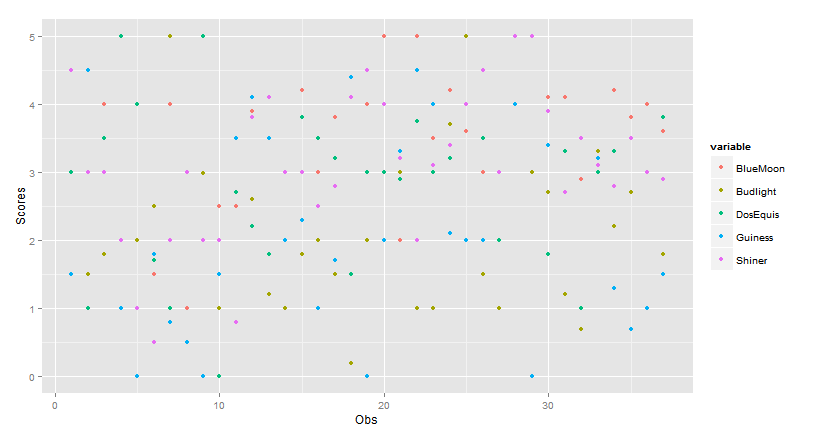 5
4
3
2
1
0
Scores
0 10 20 30
Obs
variable
BlueMoon
Budlight
DosEquis
Guiness
Shiner